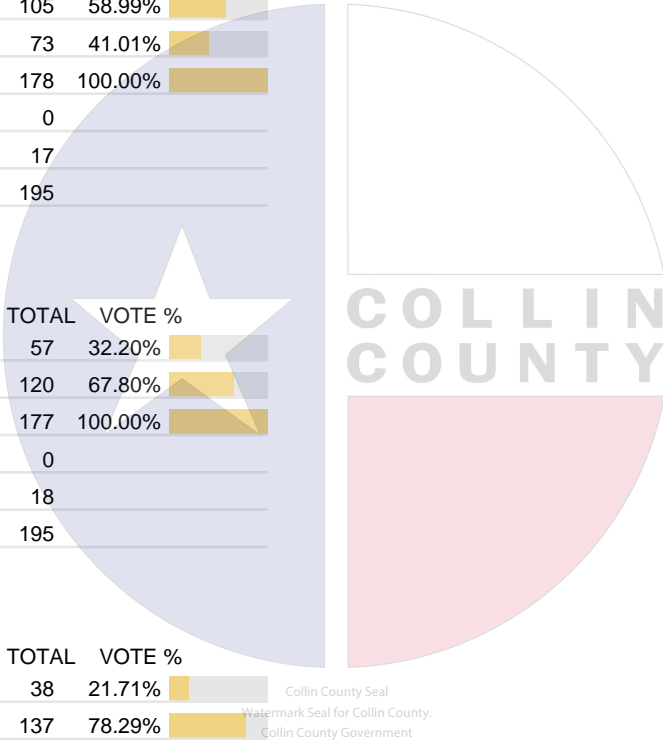 105 58.99%
73 41.01%
178 100.00%
0
17
195
TOTAL VOTE %
57 32.20%
120 67.80%
177 100.00%
0
18
195
COLLIN
COUNTY
TOTAL VOTE %
38 21.71%
137 78.29%
Collin County Seal
Watermark Seal for Collin County.
Collin County Government